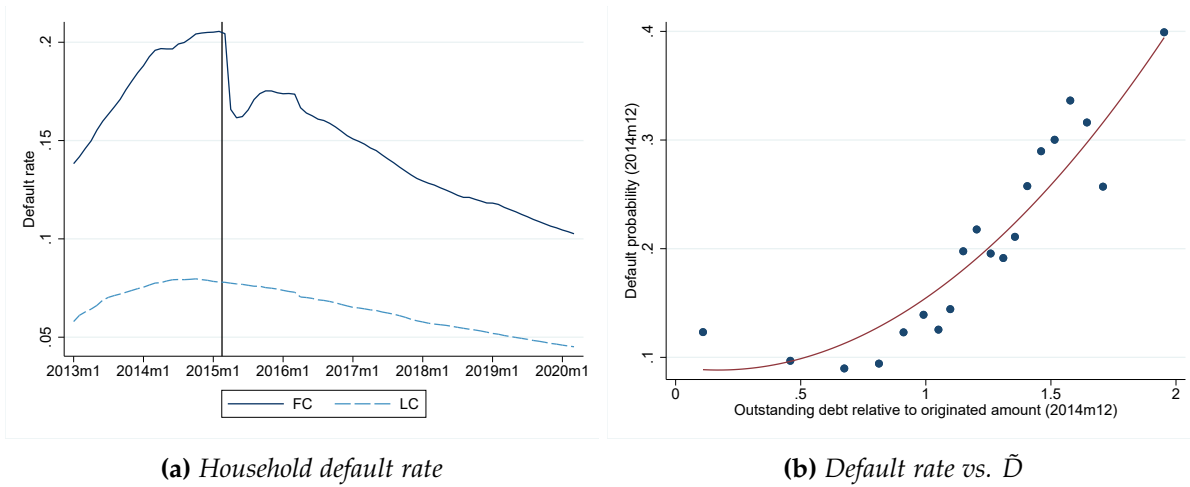 Default rate
.2
.15
.1
.05
2013m1 2014m1 2015m1 2016m1 2017m1 2018m1 2019m1 2020m1
FC LC
(a) Household default rate
Default probability (2014m12)
.4
.3
.2
.1
0 .5 1 1.5 2
Outstanding debt relative to originated amount (2014m12)
(b) Default rate vs. D̃